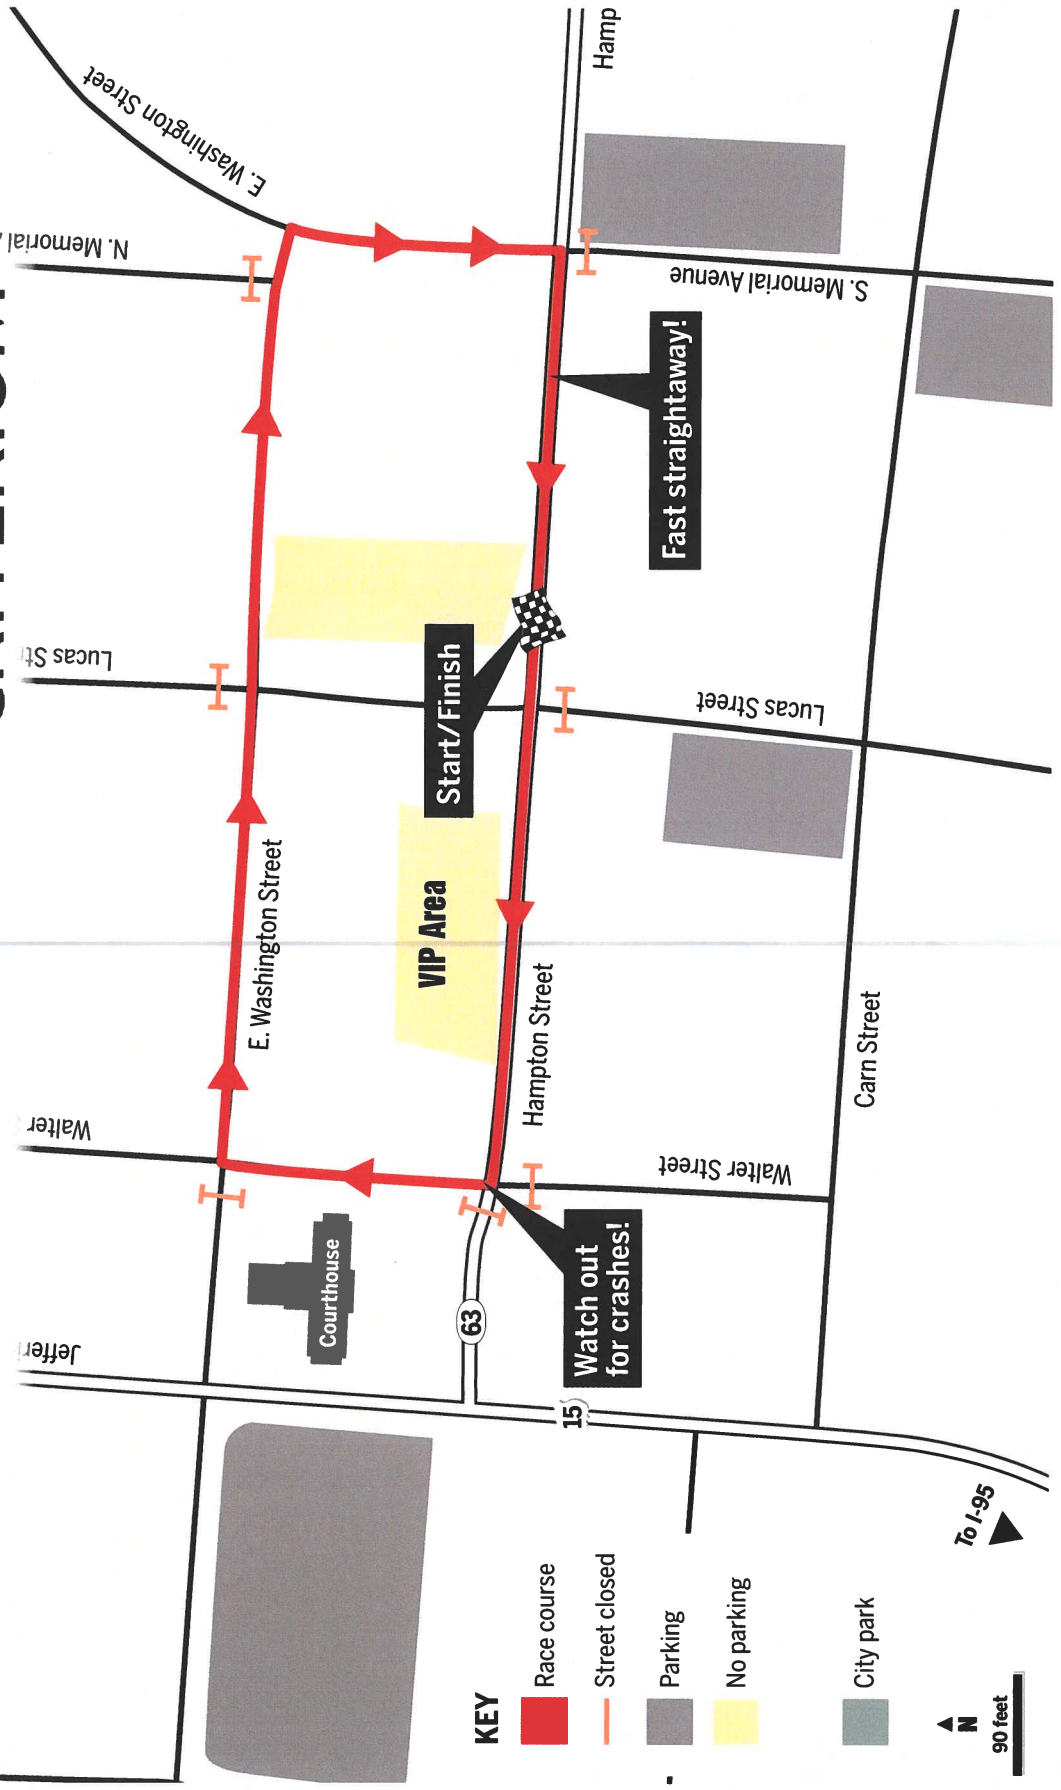 E. Washington Street
N. Memorial
Hamp
S. Memorial Avenue
Fast straightaway!
Lucas St
Start/Finish
Lucas Street
E. Washington Street
VIP Area
Hampton Street
Carn Street
Walter
Walter Street
Courthouse
Watch out
for crashes!
63
Jeffer
15
To I-95
KEY
Race course
Street closed
Parking
No parking
City park
N
90 feet